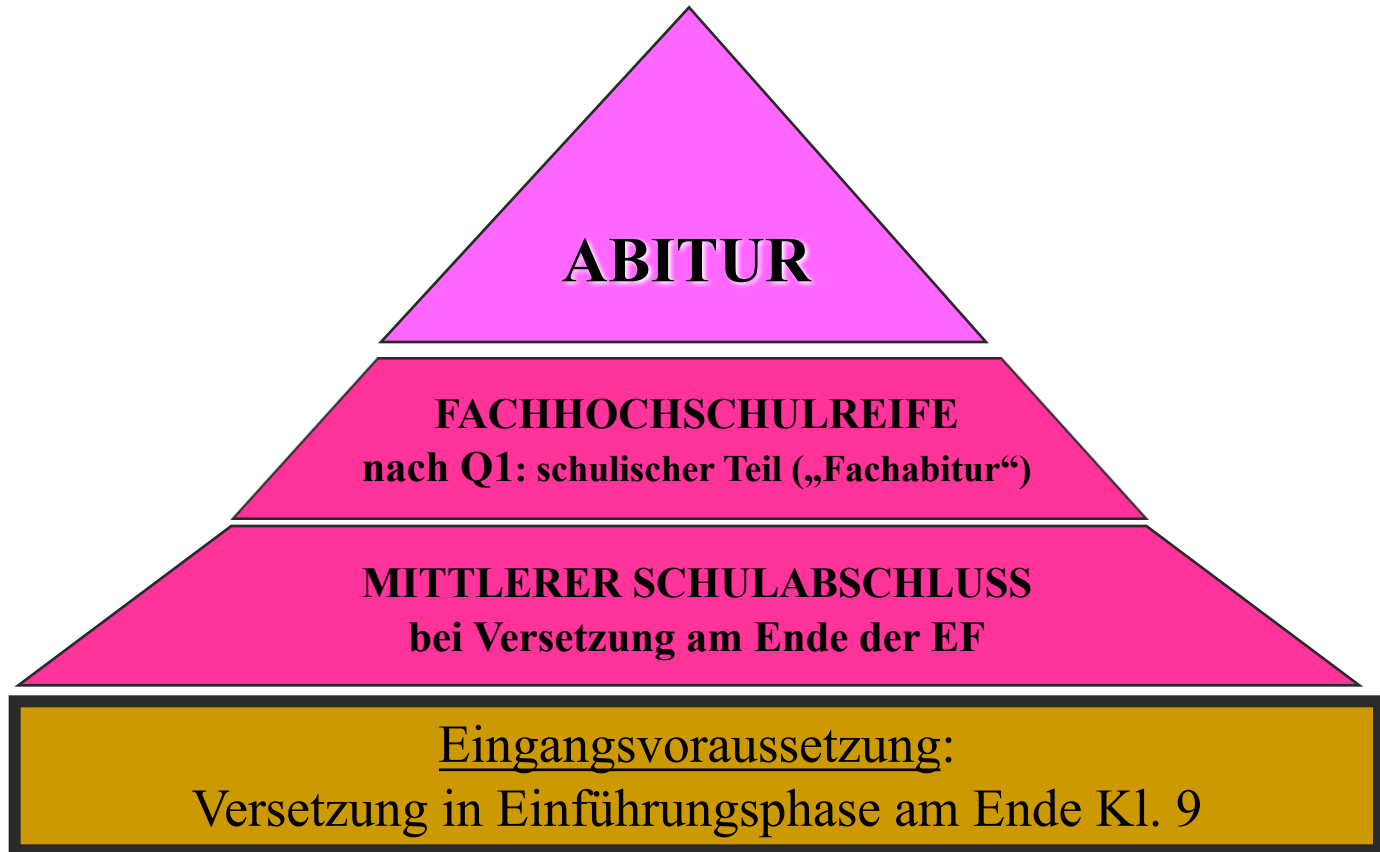 ABITUR
FACHHOCHSCHULREIFE
nach Q1: schulischer Teil („Fachabitur“)
MITTLERER SCHULABSCHLUSS
bei Versetzung am Ende der EF
Eingangsvoraussetzung:
Versetzung in Einführungsphase am Ende Kl. 9